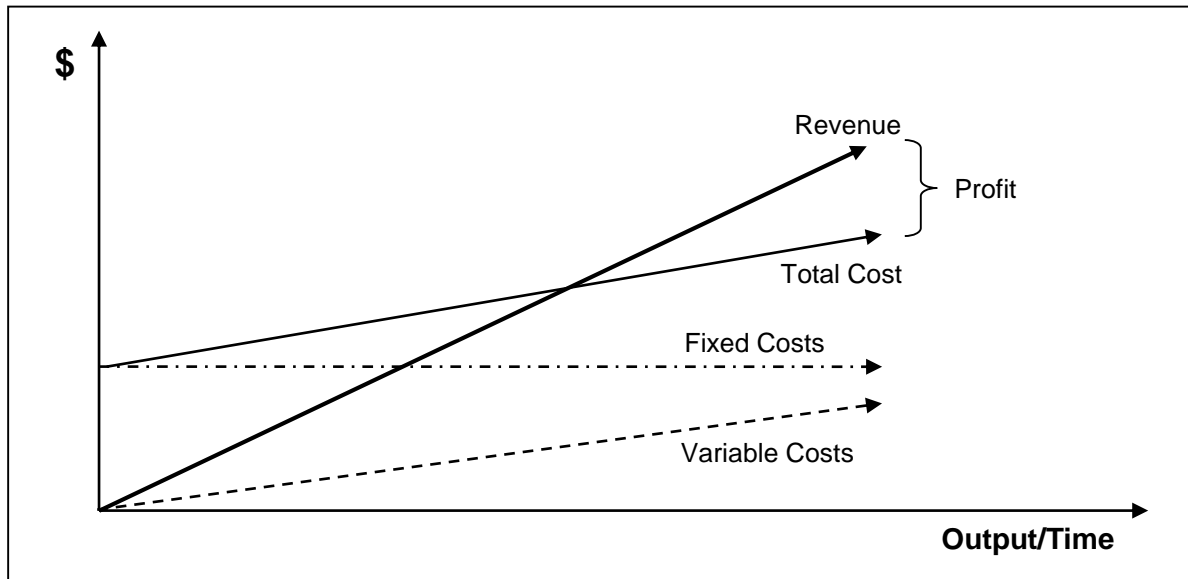 $
Revenue
Profit
Total Cost
Fixed Costs
Variable Costs
Output/Time